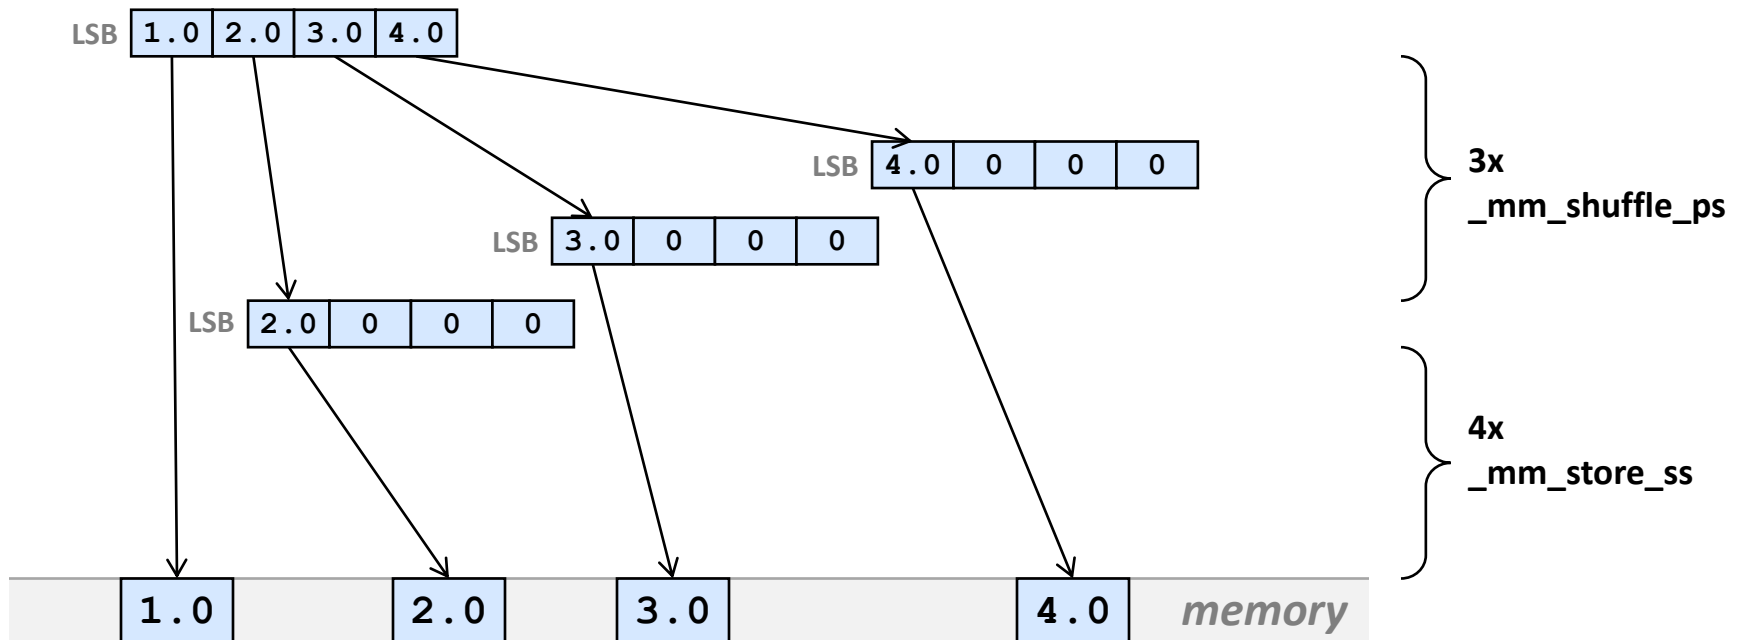 LSB 1.0 2.0 3.0 4.0
LSB 4.0 0 0 0
3x
_mm_shuffle_ps
LSB 3.0 0 0 0
LSB 2.0 0 0 0
4x
_mm_store_ss
1.0 2.0 3.0 4.0 memory